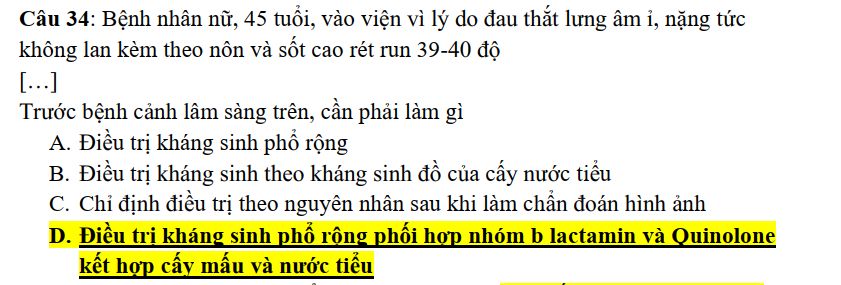 Câu 34: Bệnh nhân nữ, 45 tuổi, vào viện vì lý do đau thắt lưng âm ỉ, nặng tức
không lan kèm theo nôn và sốt cao rét run 39-40 độ
[…]
Trước bệnh cảnh lâm sàng trên, cần phải làm gì
A. Điều trị kháng sinh phổ rộng
B. Điều trị kháng sinh theo kháng sinh đồ của cấy nước tiểu
C. Chỉ định điều trị theo nguyên nhân sau khi làm chẩn đoán hình ảnh
D. Điều trị kháng sinh phổ rộng phối hợp nhóm b lactamin và Quinolone
kết hợp cấy mấu và nước tiểu